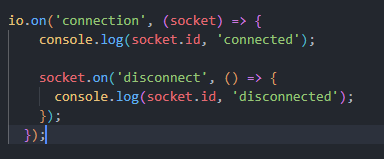 io.on('connection', (socket) => {
    console.log(socket.id, 'connected');

    socket.on('disconnect', () => {
      console.log(socket.id, 'disconnected');
    });
  });